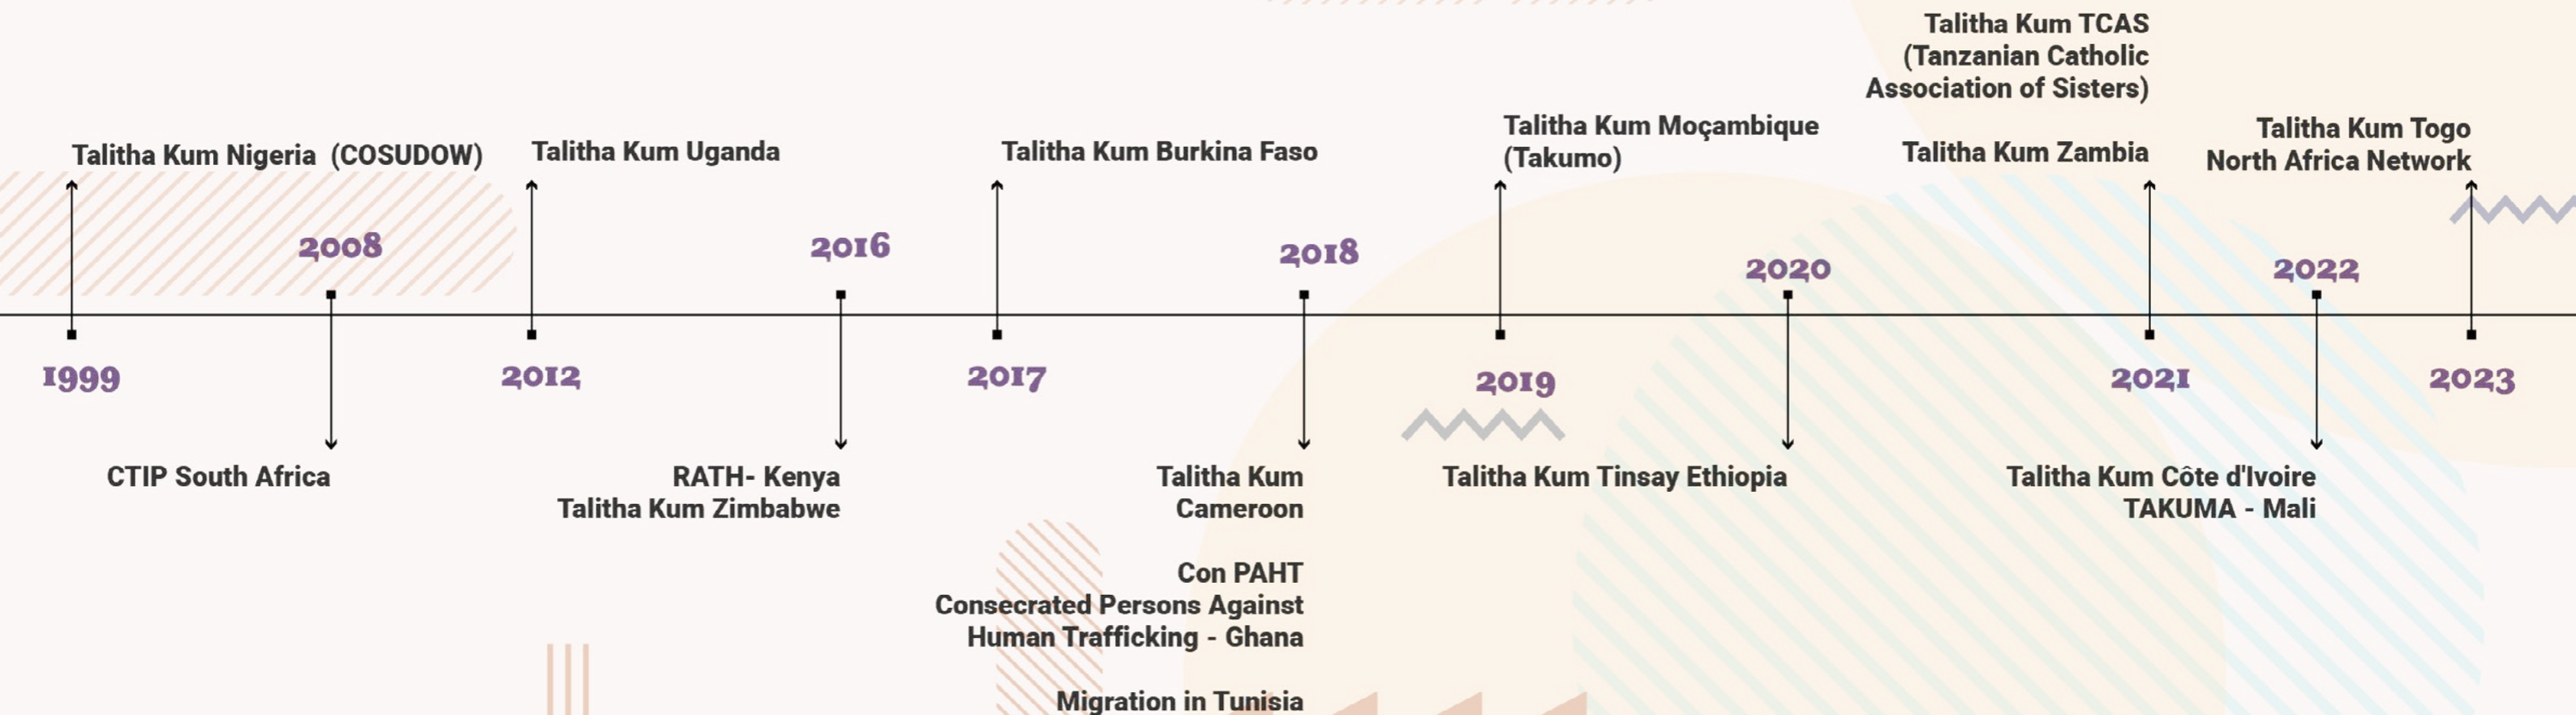 Talitha Kum TCAS
(Tanzanian Catholic
Association of Sisters)
Talitha Kum Nigeria  (COSUDOW)
Talitha Kum Uganda
Talitha Kum Burkina Faso
Talitha Kum Moçambique
(Takumo)
Talitha Kum Zambia
Talitha Kum Togo
North Africa Network
2008
2016
2018
2020
2022
1999
2012
2017
2019
2021
2023
CTIP South Africa
RATH- Kenya
Talitha Kum Zimbabwe
Talitha Kum
Cameroon
Con PAHT
Consecrated Persons Against
Human Trafficking - Ghana
Migration in Tunisia
Talitha Kum Tinsay Ethiopia
Talitha Kum Côte d'Ivoire
TAKUMA - Mali